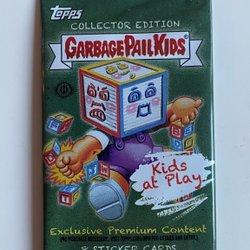 Topps
COLLECTOR EDITION
GARBAGE PAIL KIDS
Kids
at Play
Exclusive Premium Content
8 STICKER CARDS